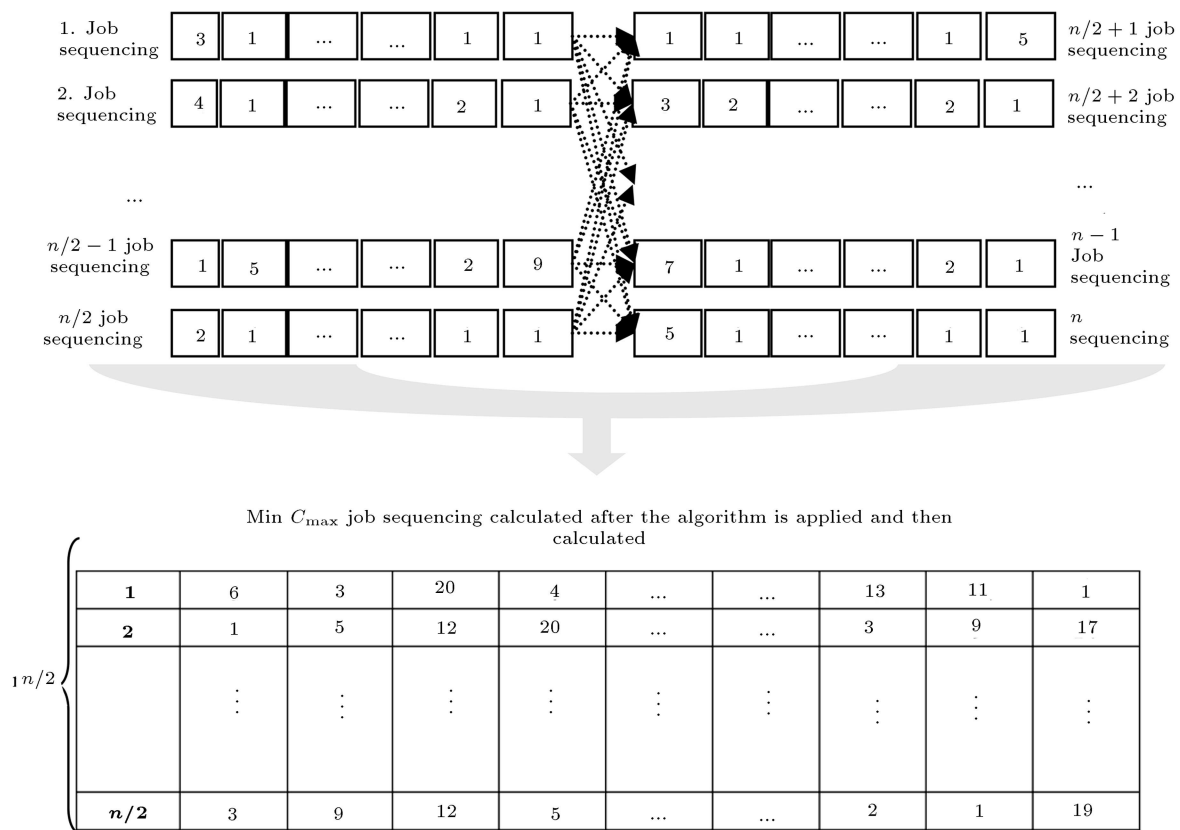 1. Job sequencing 3 1 ... ... 1 1 1 1 ... ... 1 5 n/2 + 1 job sequencing
2. Job sequencing 4 1 ... ... 2 1 3 2 ... ... 2 1 n/2 + 2 job sequencing
... ...
n/2 − 1 job sequencing 1 5 ... ... 2 9 7 1 ... ... 2 1 n − 1 Job sequencing
n/2 job sequencing 2 1 ... ... 1 1 5 1 ... ... 1 1 n sequencing
Min Cmax job sequencing calculated after the algorithm is applied and then
calculated
1 6 3 20 4 ... ... 13 11 1
2 1 5 12 20 ... ... 3 9 17
1 n/2 ⋮ ⋮ ⋮ ⋮ ⋮ ⋮ ⋮ ⋮ ⋮
n/2 3 9 12 5 ... ... 2 1 19